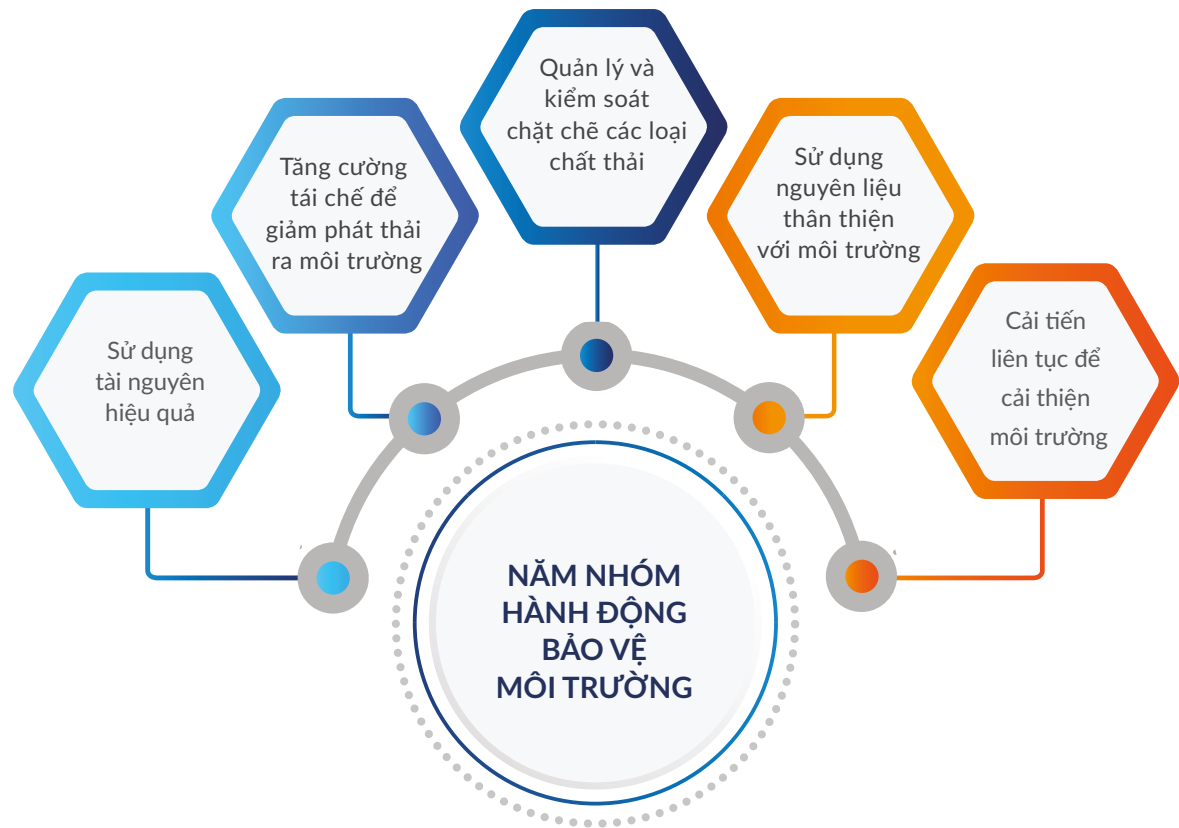 Quản lý và
kiểm soát
chặt chẽ các loại
chất thải
Tăng cường
tái chế để
giảm phát thải
ra môi trường
Sử dụng
nguyên liệu
thân thiện
với môi trường
Sử dụng
tài nguyên
hiệu quả
Cải tiến
liên tục để
cải thiện
môi trường
NĂM NHÓM
HÀNH ĐỘNG
BẢO VỆ
MÔI TRƯỜNG